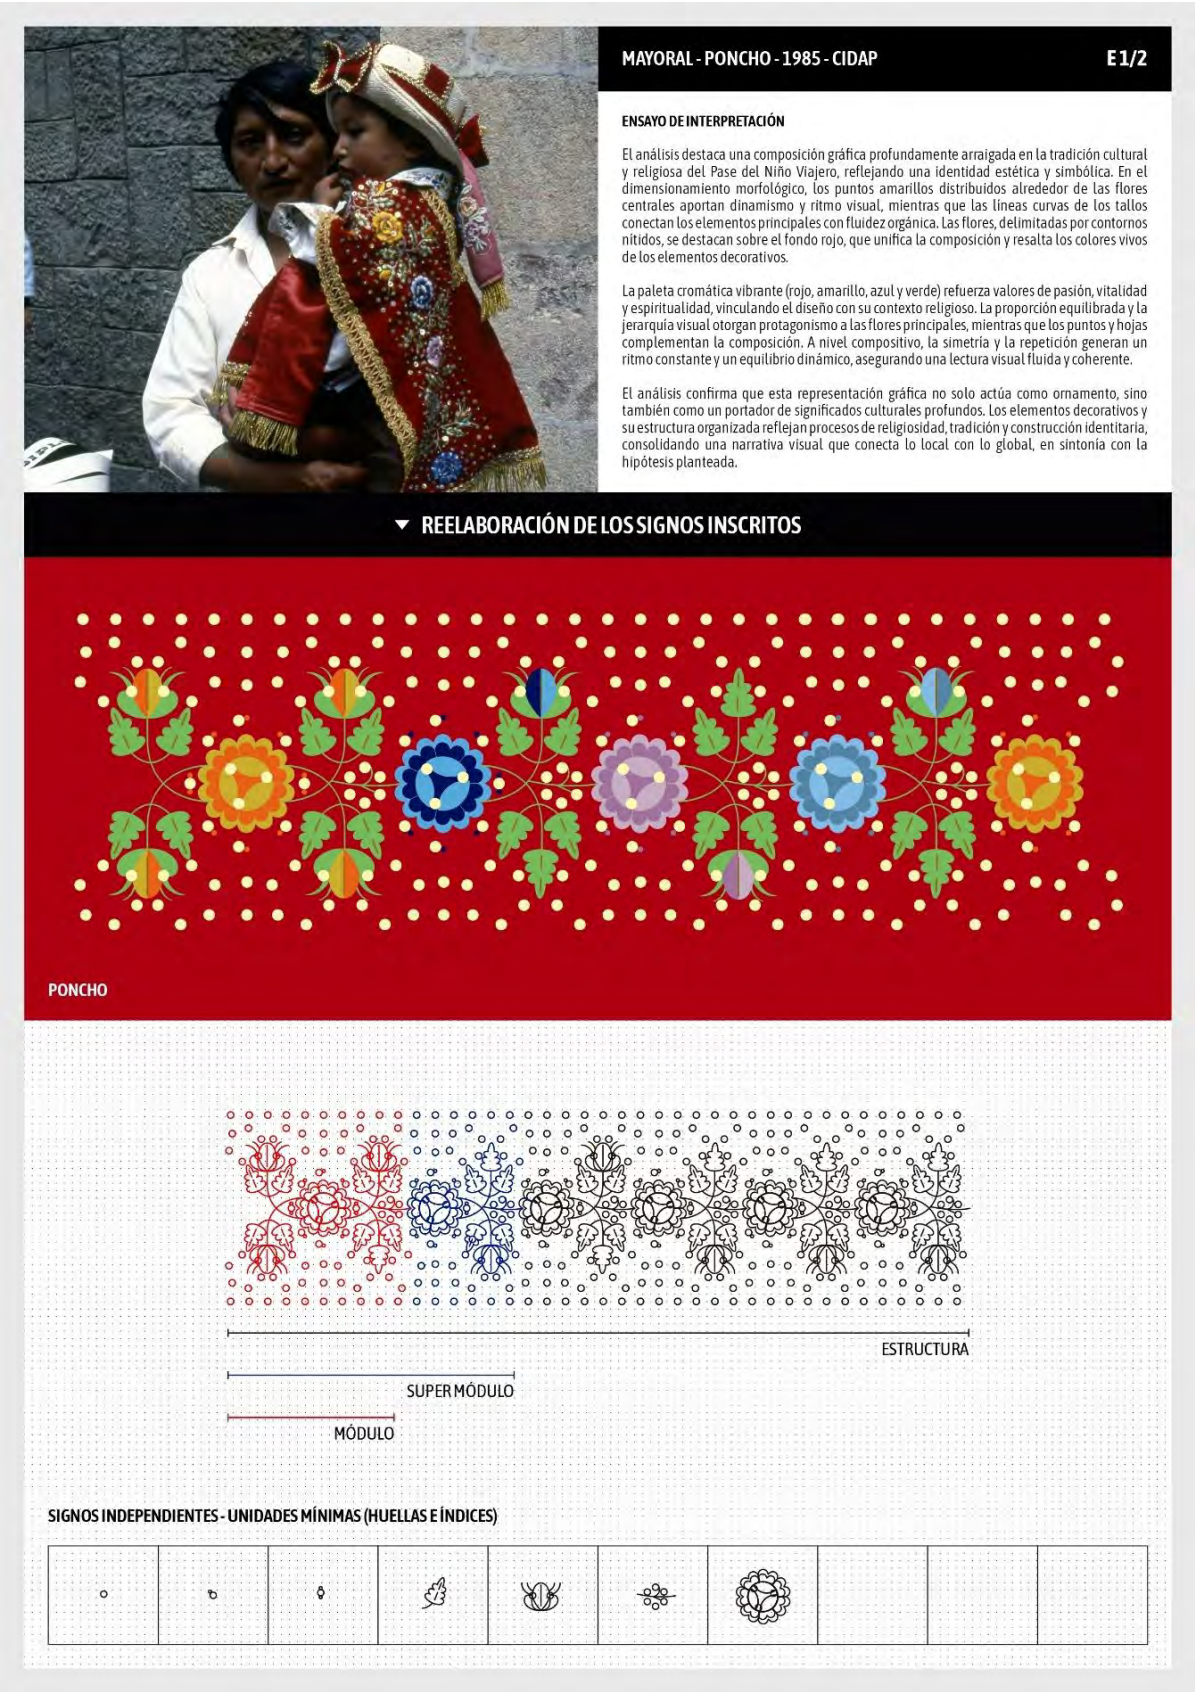 MAYORAL - PONCHO - 1985 - CIDAP
E 1/2
ENSAYO DE INTERPRETACIÓN
El análisis destaca una composición gráfica profundamente arraigada en la tradición cultural
y religiosa del Pase del Niño Viajero, reflejando una identidad estética y simbólica. En el
dimensionamiento morfológico, los puntos amarillos distribuidos alrededor de las flores
centrales aportan dinamismo y ritmo visual, mientras que las líneas curvas de los tallos
conectan los elementos principales con fluidez orgánica. Las flores, delimitadas por contornos
nítidos, se destacan sobre el fondo rojo, que unifica la composición y resalta los colores vivos
de los elementos decorativos.
La paleta cromática vibrante (rojo, amarillo, azul y verde) refuerza valores de pasión, vitalidad
y espiritualidad, vinculando el diseño con su contexto religioso. La proporción equilibrada y la
jerarquía visual otorgan protagonismo a las flores principales, mientras que los puntos y hojas
complementan la composición. A nivel compositivo, la simetría y la repetición generan un
ritmo constante y un equilibrio dinámico, asegurando una lectura visual fluida y coherente.
El análisis confirma que esta representación gráfica no solo actúa como ornamento, sino
también como un portador de significados culturales profundos. Los elementos decorativos y
su estructura organizada reflejan procesos de religiosidad, tradición y construcción identitaria,
consolidando una narrativa visual que conecta lo local con lo global, en sintonía con la
hipótesis planteada.
REELABORACIÓN DE LOS SIGNOS INSCRITOS
PONCHO
ESTRUCTURA
SUPER MÓDULO
MÓDULO
SIGNOS INDEPENDIENTES - UNIDADES MÍNIMAS (HUELLAS E ÍNDICES)